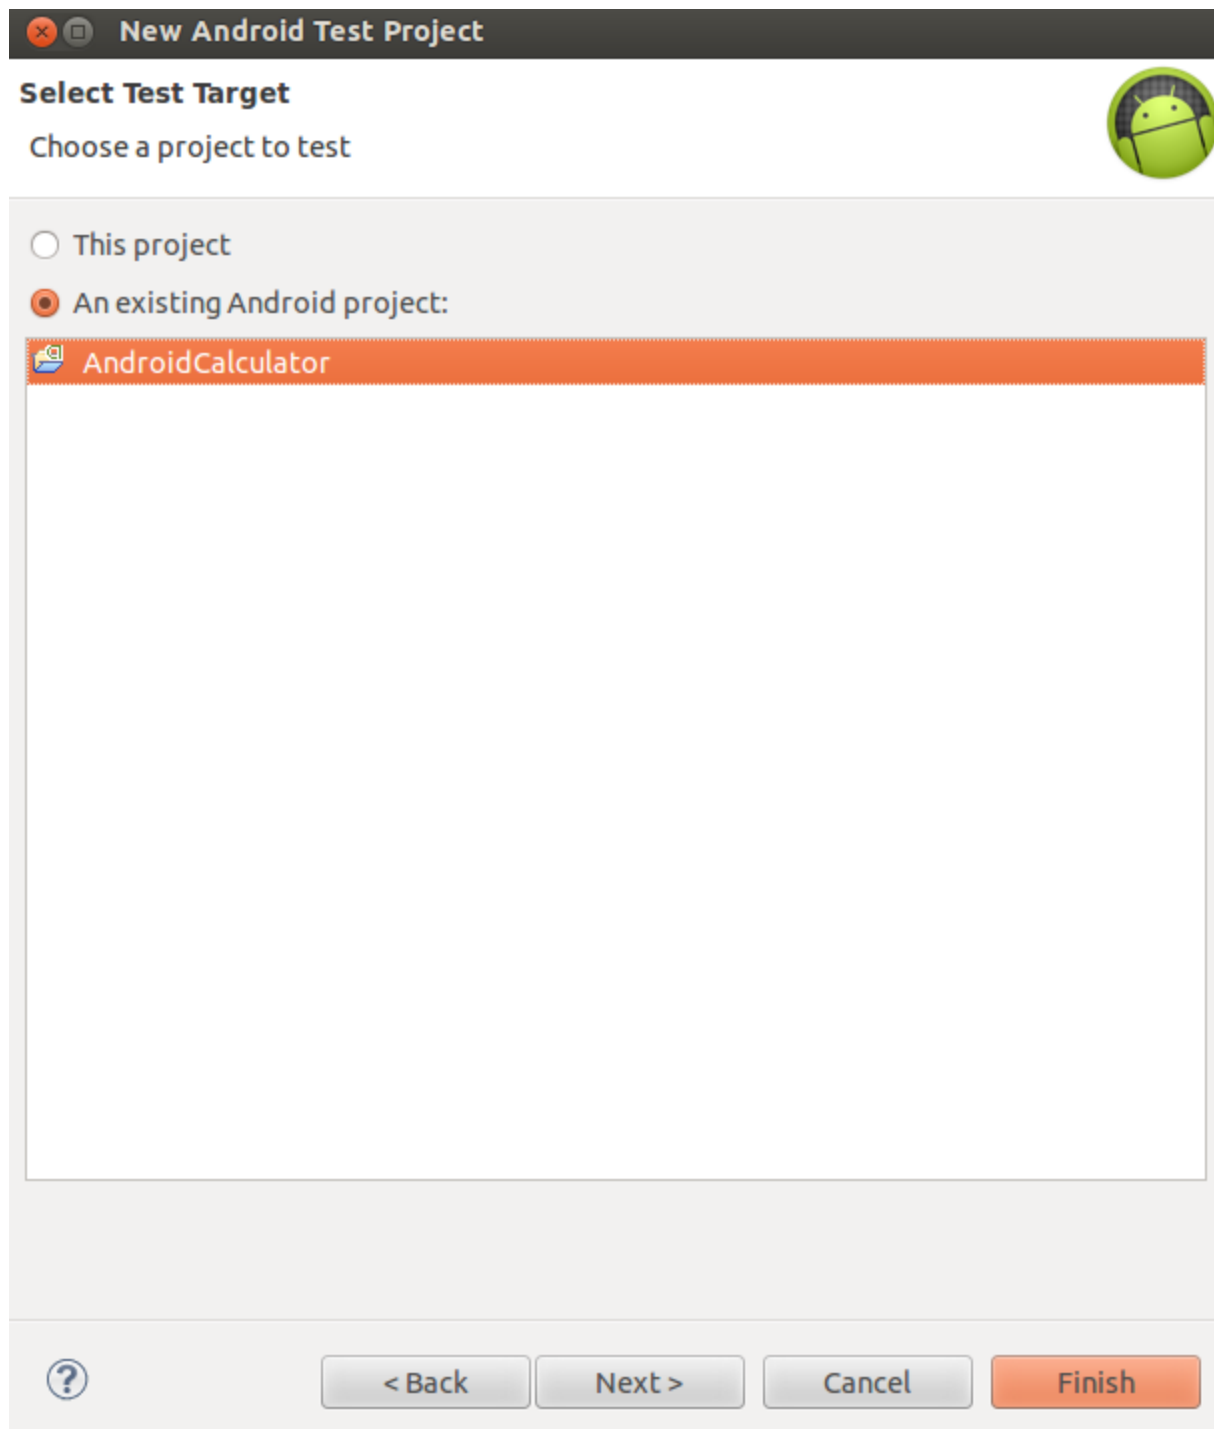 New Android Test Project
Select Test Target
Choose a project to test
This project
An existing Android project:
AndroidCalculator
?
< Back Next > Cancel Finish